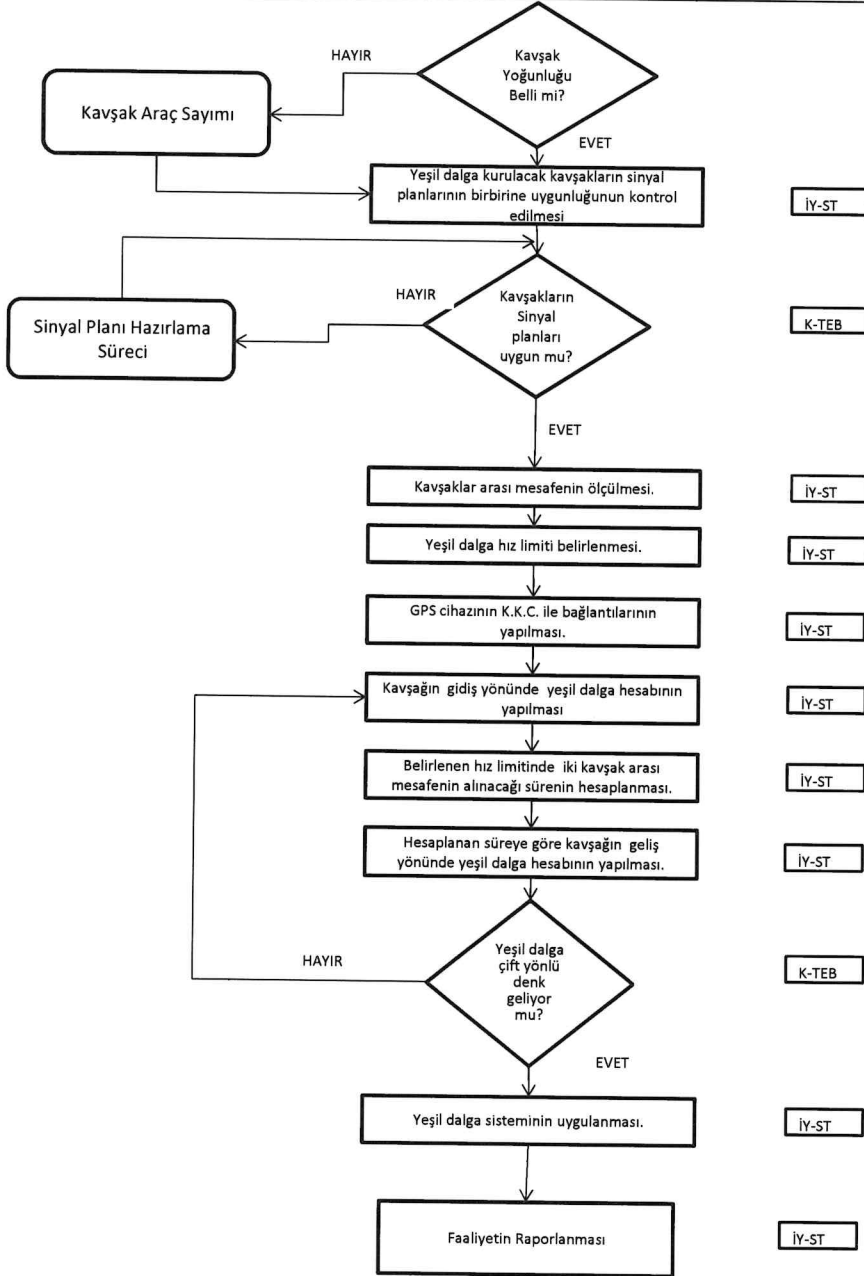 Kavşak
Yoğunluğu
Belli mi?
HAYIR
Kavşak Araç Sayımı
EVET
Yeşil dalga kurulacak kavşakların sinyal
planlarının birbirine uygunluğunun kontrol
edilmesi
İY-ST
HAYIR
Kavşakların
Sinyal
planları
uygun mu?
Sinyal Planı Hazırlama
Süreci
K-TEB
EVET
Kavşaklar arası mesafenin ölçülmesi.
İY-ST
Yeşil dalga hız limiti belirlenmesi.
İY-ST
GPS cihazının K.K.C. ile bağlantılarının
yapılması.
İY-ST
Kavşağın gidiş yönünde yeşil dalga hesabının
yapılması
İY-ST
Belirlenen hız limitinde iki kavşak arası
mesafenin alınacağı sürenin hesaplanması.
İY-ST
Hesaplanan süreye göre kavşağın geliş
yönünde yeşil dalga hesabının yapılması.
İY-ST
Yeşil dalga
çift yönlü
denk
geliyor
mu?
HAYIR
K-TEB
EVET
Yeşil dalga sisteminin uygulanması.
İY-ST
Faaliyetin Raporlanması
İY-ST